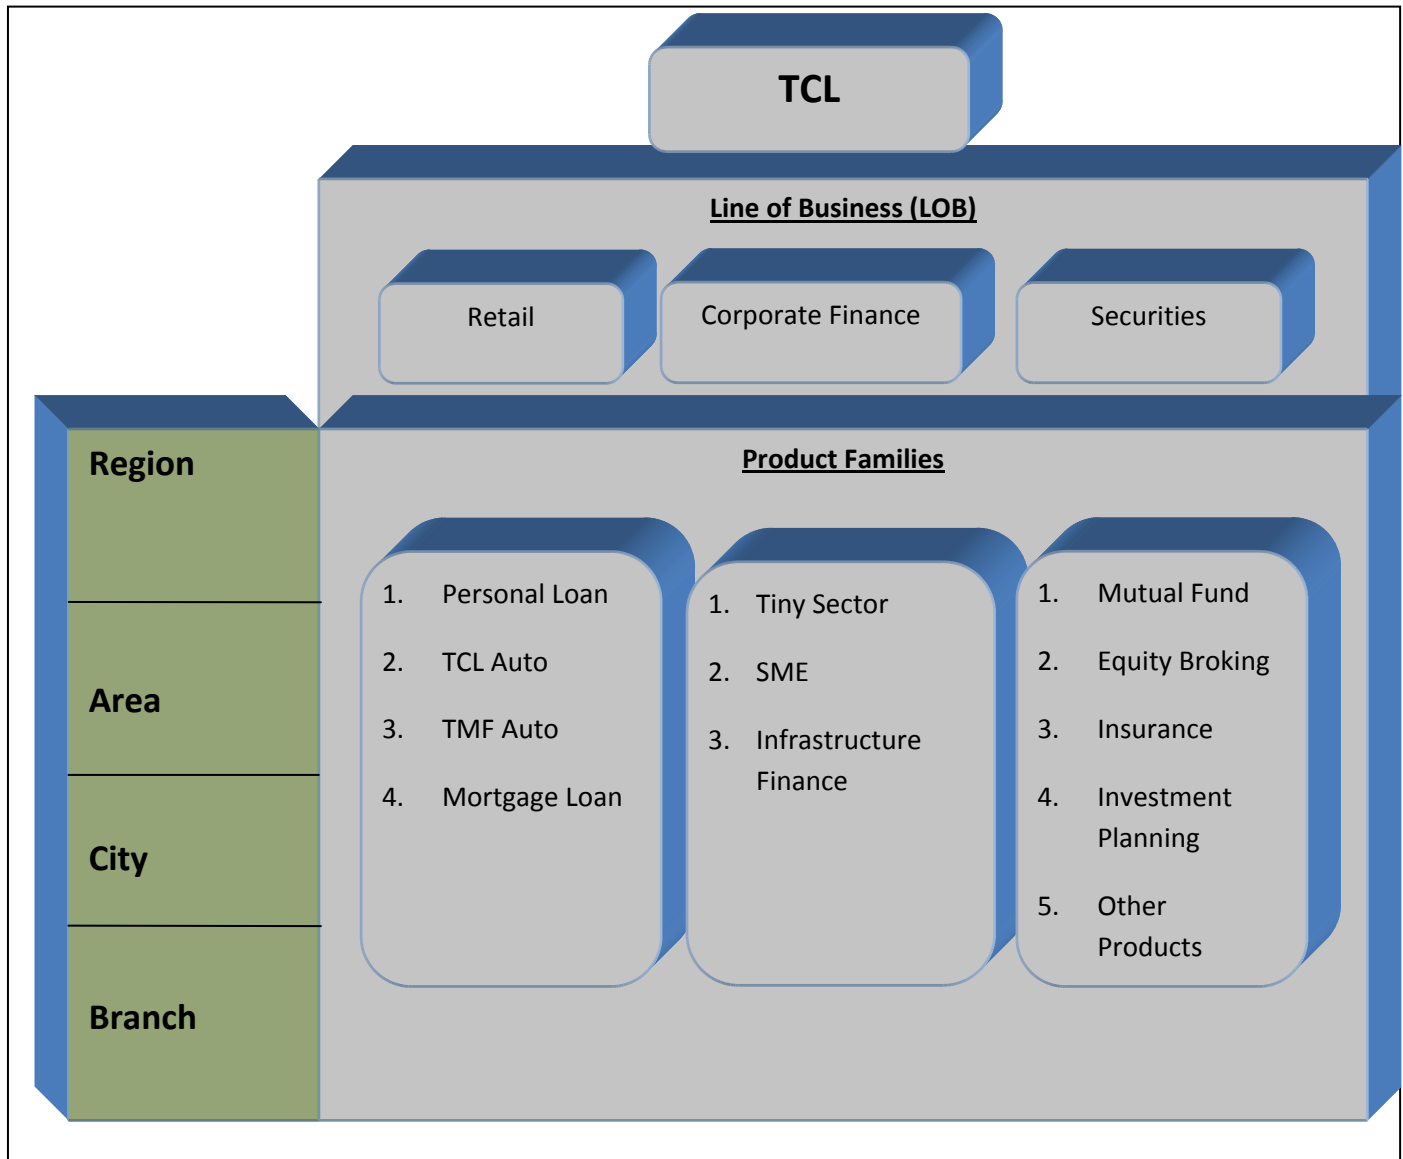 TCL
Line of Business (LOB)
Retail
Corporate Finance
Securities
Region
Area
City
Branch
Product Families
1. Personal Loan
2. TCL Auto
3. TMF Auto
4. Mortgage Loan
1. Tiny Sector
2. SME
3. Infrastructure
Finance
1. Mutual Fund
2. Equity Broking
3. Insurance
4. Investment
Planning
5. Other
Products